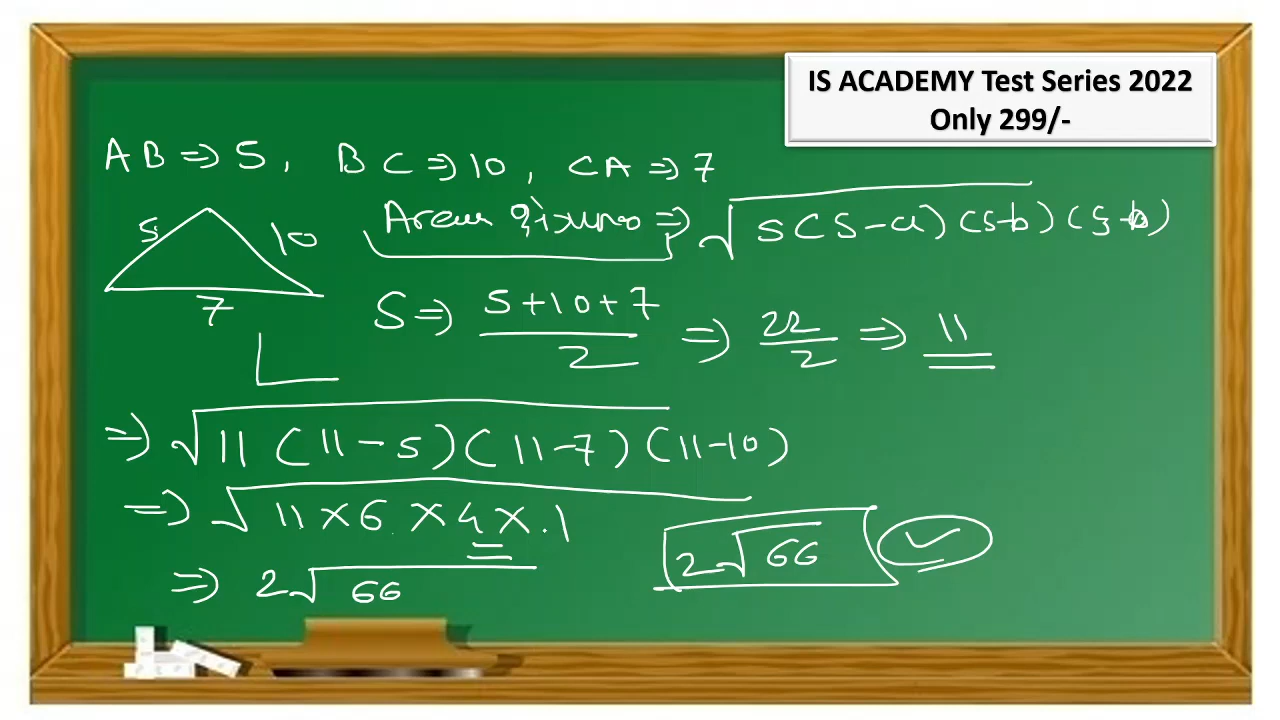 IS ACADEMY Test Series 2022
Only 299/-
AB ⇒ 5, BC ⇒ 10, CA ⇒ 7
5
10
7
⇒ √S(S-a)(S-b)(S-b)
S ⇒ 5+10+7/2 ⇒ 22/2 ⇒ 11
⇒ √11(11-5)(11-7)(11-10)
⇒ √11×6×4×.1
⇒ 2√66
2√66